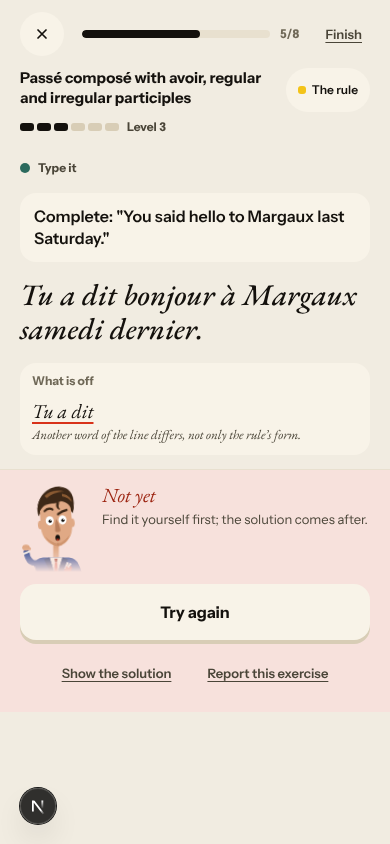 5/8
Finish
Passé composé with avoir, regular
and irregular participles
The rule
Level 3
Type it
Complete: "You said hello to Margaux last
Saturday."
Tu a dit bonjour à Margaux
samedi dernier.
What is off
Tu a dit
Another word of the line differs, not only the rule's form.
Not yet
Find it yourself first; the solution comes after.
Try again
Show the solution
Report this exercise
N